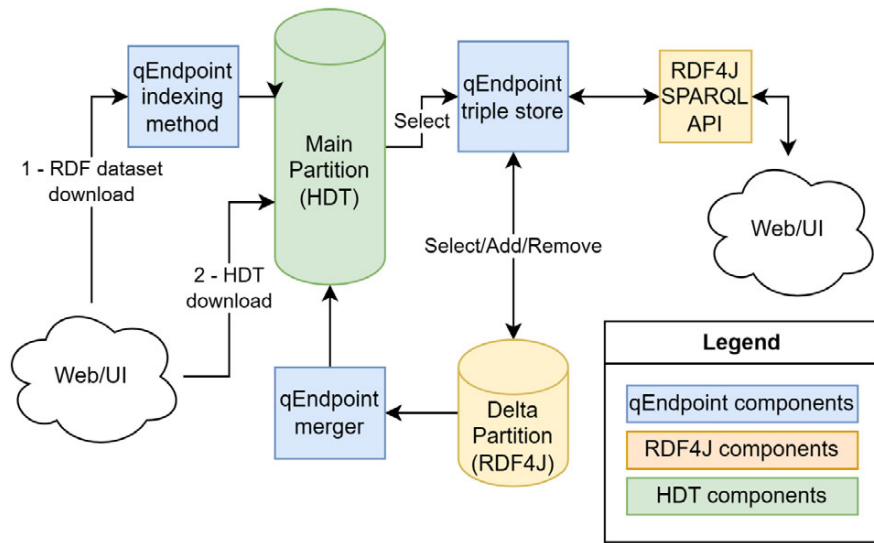 qEndpoint
indexing
method
1 - RDF dataset
download
Main
Partition
(HDT)
Select
qEndpoint
triple store
RDF4J
SPARQL
API
Web/UI
Select/Add/Remove
2 - HDT
download
Web/UI
qEndpoint
merger
Delta
Partition
(RDF4J)
Legend
qEndpoint components
RDF4J components
HDT components